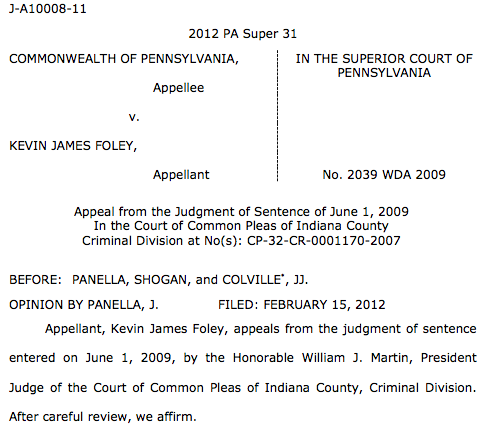 J-A10008-11
2012 PA Super 31
COMMONWEALTH OF PENNSYLVANIA,
Appellee
v.
KEVIN JAMES FOLEY,
Appellant
IN THE SUPERIOR COURT OF
PENNSYLVANIA
No. 2039 WDA 2009
Appeal from the Judgment of Sentence of June 1, 2009
In the Court of Common Pleas of Indiana County
Criminal Division at No(s): CP-32-CR-0001170-2007
BEFORE: PANELLA, SHOGAN, and COLVILLE*, JJ.
OPINION BY PANELLA, J. FILED: FEBRUARY 15, 2012
Appellant, Kevin James Foley, appeals from the judgment of sentence
entered on June 1, 2009, by the Honorable William J. Martin, President
Judge of the Court of Common Pleas of Indiana County, Criminal Division.
After careful review, we affirm.